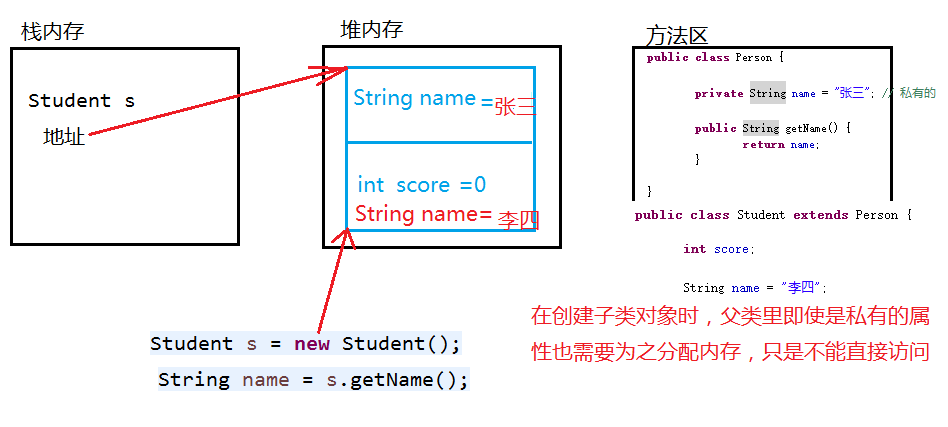 栈内存
Student s
地址
堆内存
String name =张三
int score =0
String name= 李四
方法区
public class Person {
private String name = "张三"; // 私有的
public String getName() {
return name;
}
}
public class Student extends Person {
int score;
String name = "李四";
在创建子类对象时，父类里即使是私有的属
性也需要为之分配内存，只是不能直接访问
Student s = new Student();
String name = s.getName();